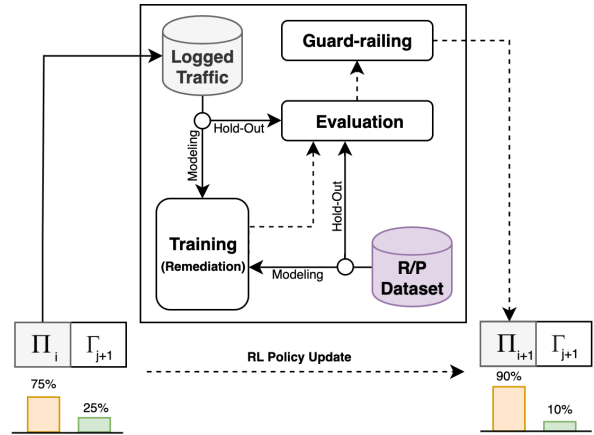 Logged
Traffic
Guard-railing
Evaluation
Hold-Out
Modeling
Hold-Out
Training
(Remediation)
Modeling
R/P
Dataset
Π i
Γ j+1
RL Policy Update
Π i+1
Γ j+1
75%
25%
90%
10%